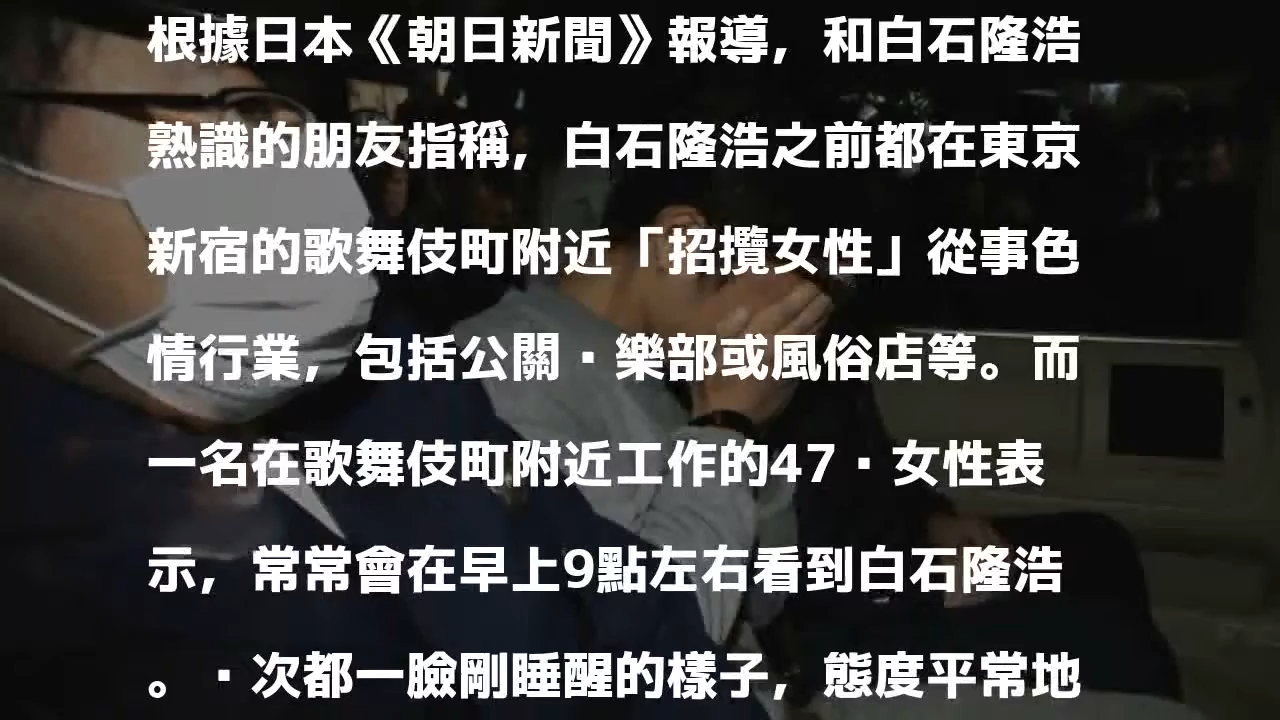 根據日本《朝日新聞》報導，和白石隆浩
熟識的朋友指稱，白石隆浩之前都在東京
新宿的歌舞伎町附近「招攬女性」從事色
情行業，包括公關·樂部或風俗店等。而
一名在歌舞伎町附近工作的47·女性表
示，常常會在早上9點左右看到白石隆浩
。·次都一臉剛睡醒的樣子，態度平常地